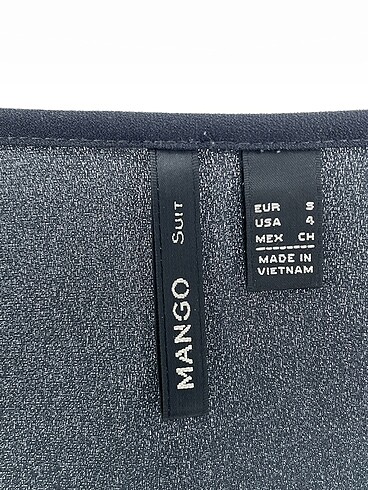 MANGO SUIT
EUR S
USA 4
MEX CH
MADE IN
VIETNAM